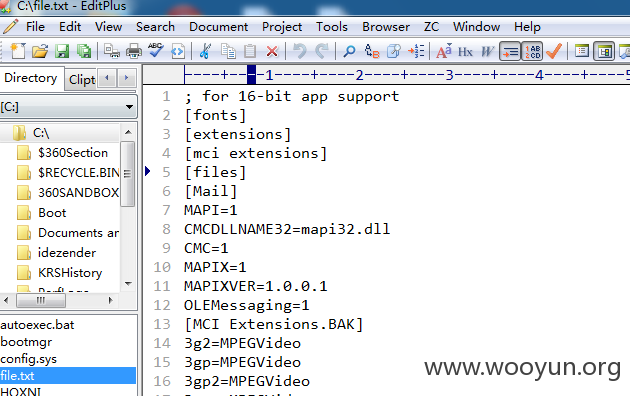 C:\file.txt - EditPlus
File Edit View Search Document Project Tools Browser ZC Window Help
Directory Clipt
[C:]
C:\
$360Section
$RECYCLE.BIN
360SANDBOX
Boot
Documents an
idezender
KRSHistory
autoexec.bat
bootmgr
config.sys
file.txt
HOXNI
----+----1----+----2----+----3----+----4----+----5
1 ; for 16-bit app support
2 [fonts]
3 [extensions]
4 [mci extensions]
5 [files]
6 [Mail]
7 MAPI=1
8 CMCDLLNAME32=mapi32.dll
9 CMC=1
10 MAPIX=1
11 MAPIXVER=1.0.0.1
12 OLEMessaging=1
13 [MCI Extensions.BAK]
14 3g2=MPEGVideo
15 3gp=MPEGVideo
16 3gp2=MPEGVideo
www.wooyun.org